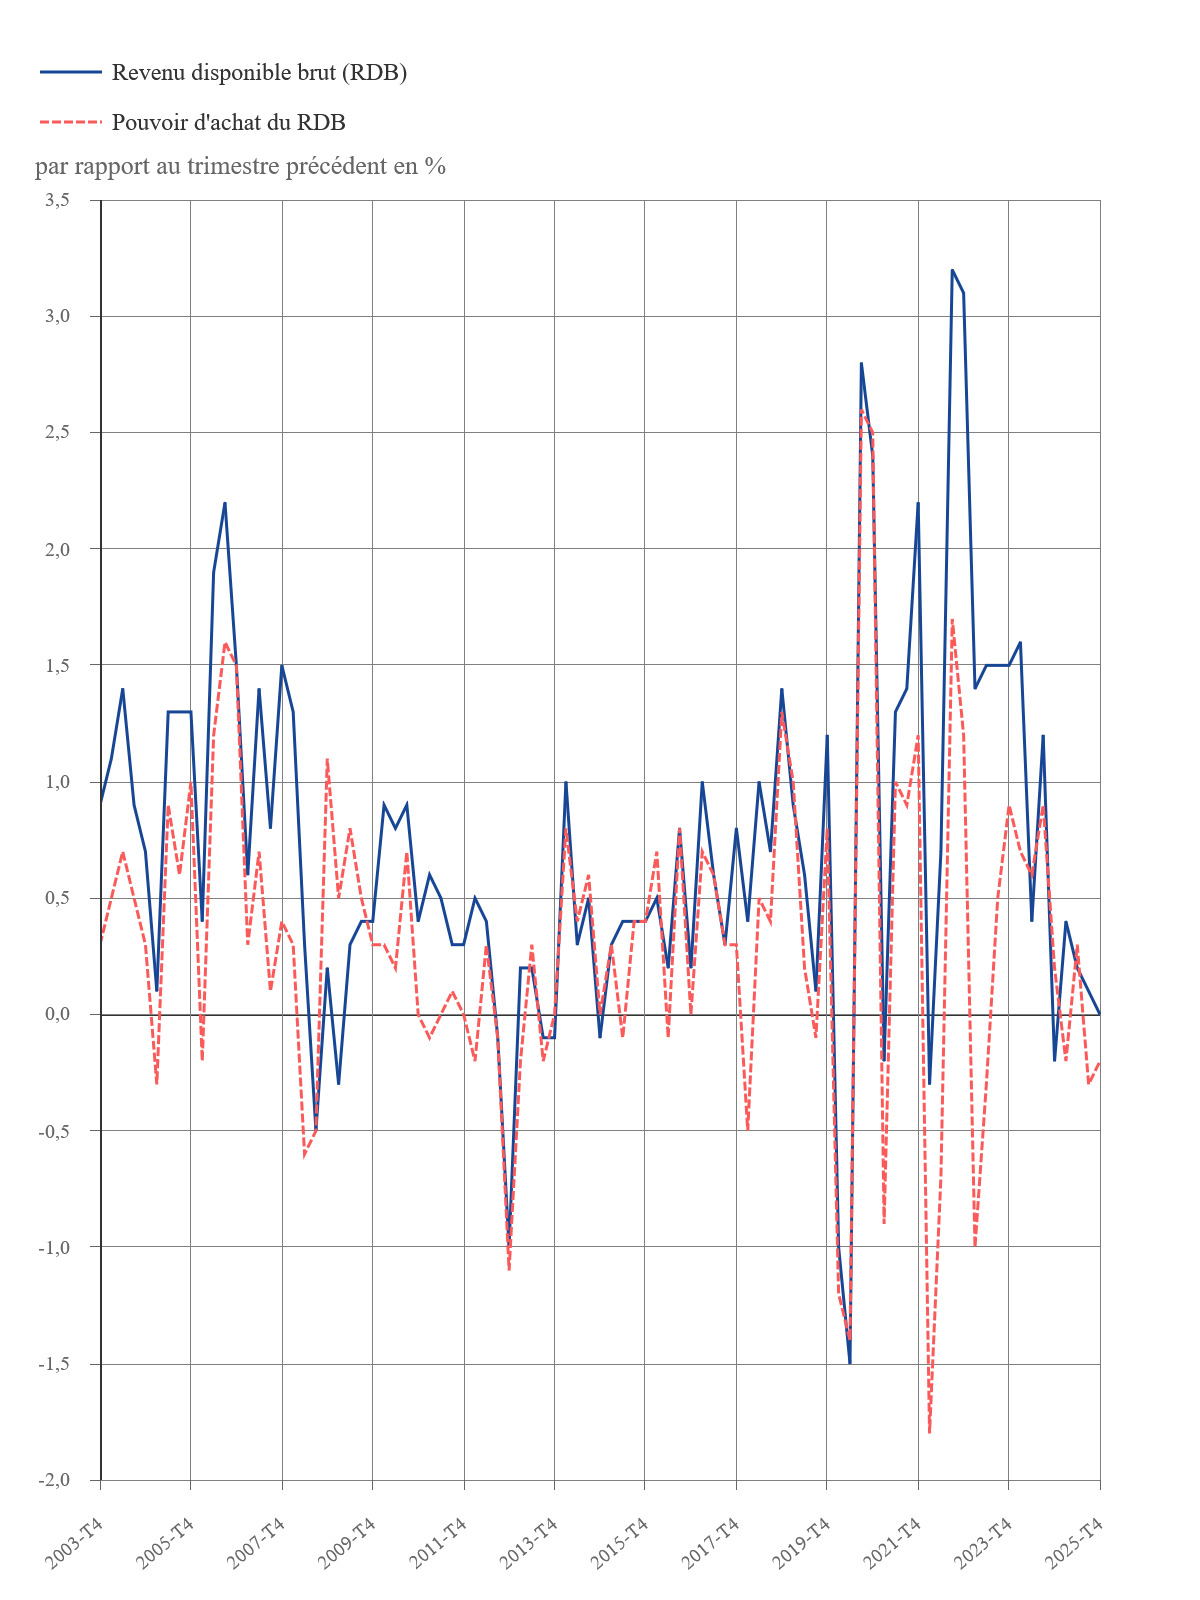 Revenu disponible brut (RDB)
Pouvoir d'achat du RDB
par rapport au trimestre précédent en %
3,5
3,0
2,5
2,0
1,5
1,0
0,5
0,0
-0,5
-1,0
-1,5
-2,0
2003-T4
2005-T4
2007-T4
2009-T4
2011-T4
2013-T4
2015-T4
2017-T4
2019-T4
2021-T4
2023-T4
2025-T4